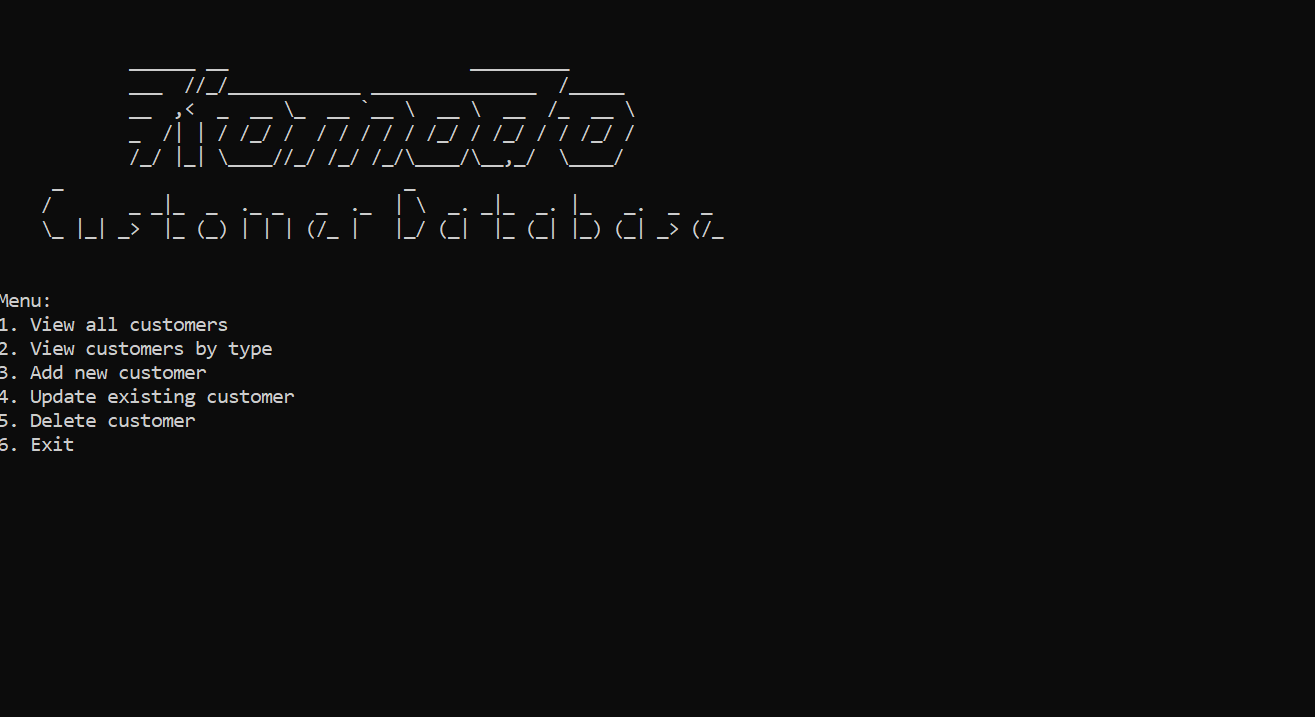 Komodo
Customer Database
Menu:
1. View all customers
2. View customers by type
3. Add new customer
4. Update existing customer
5. Delete customer
6. Exit